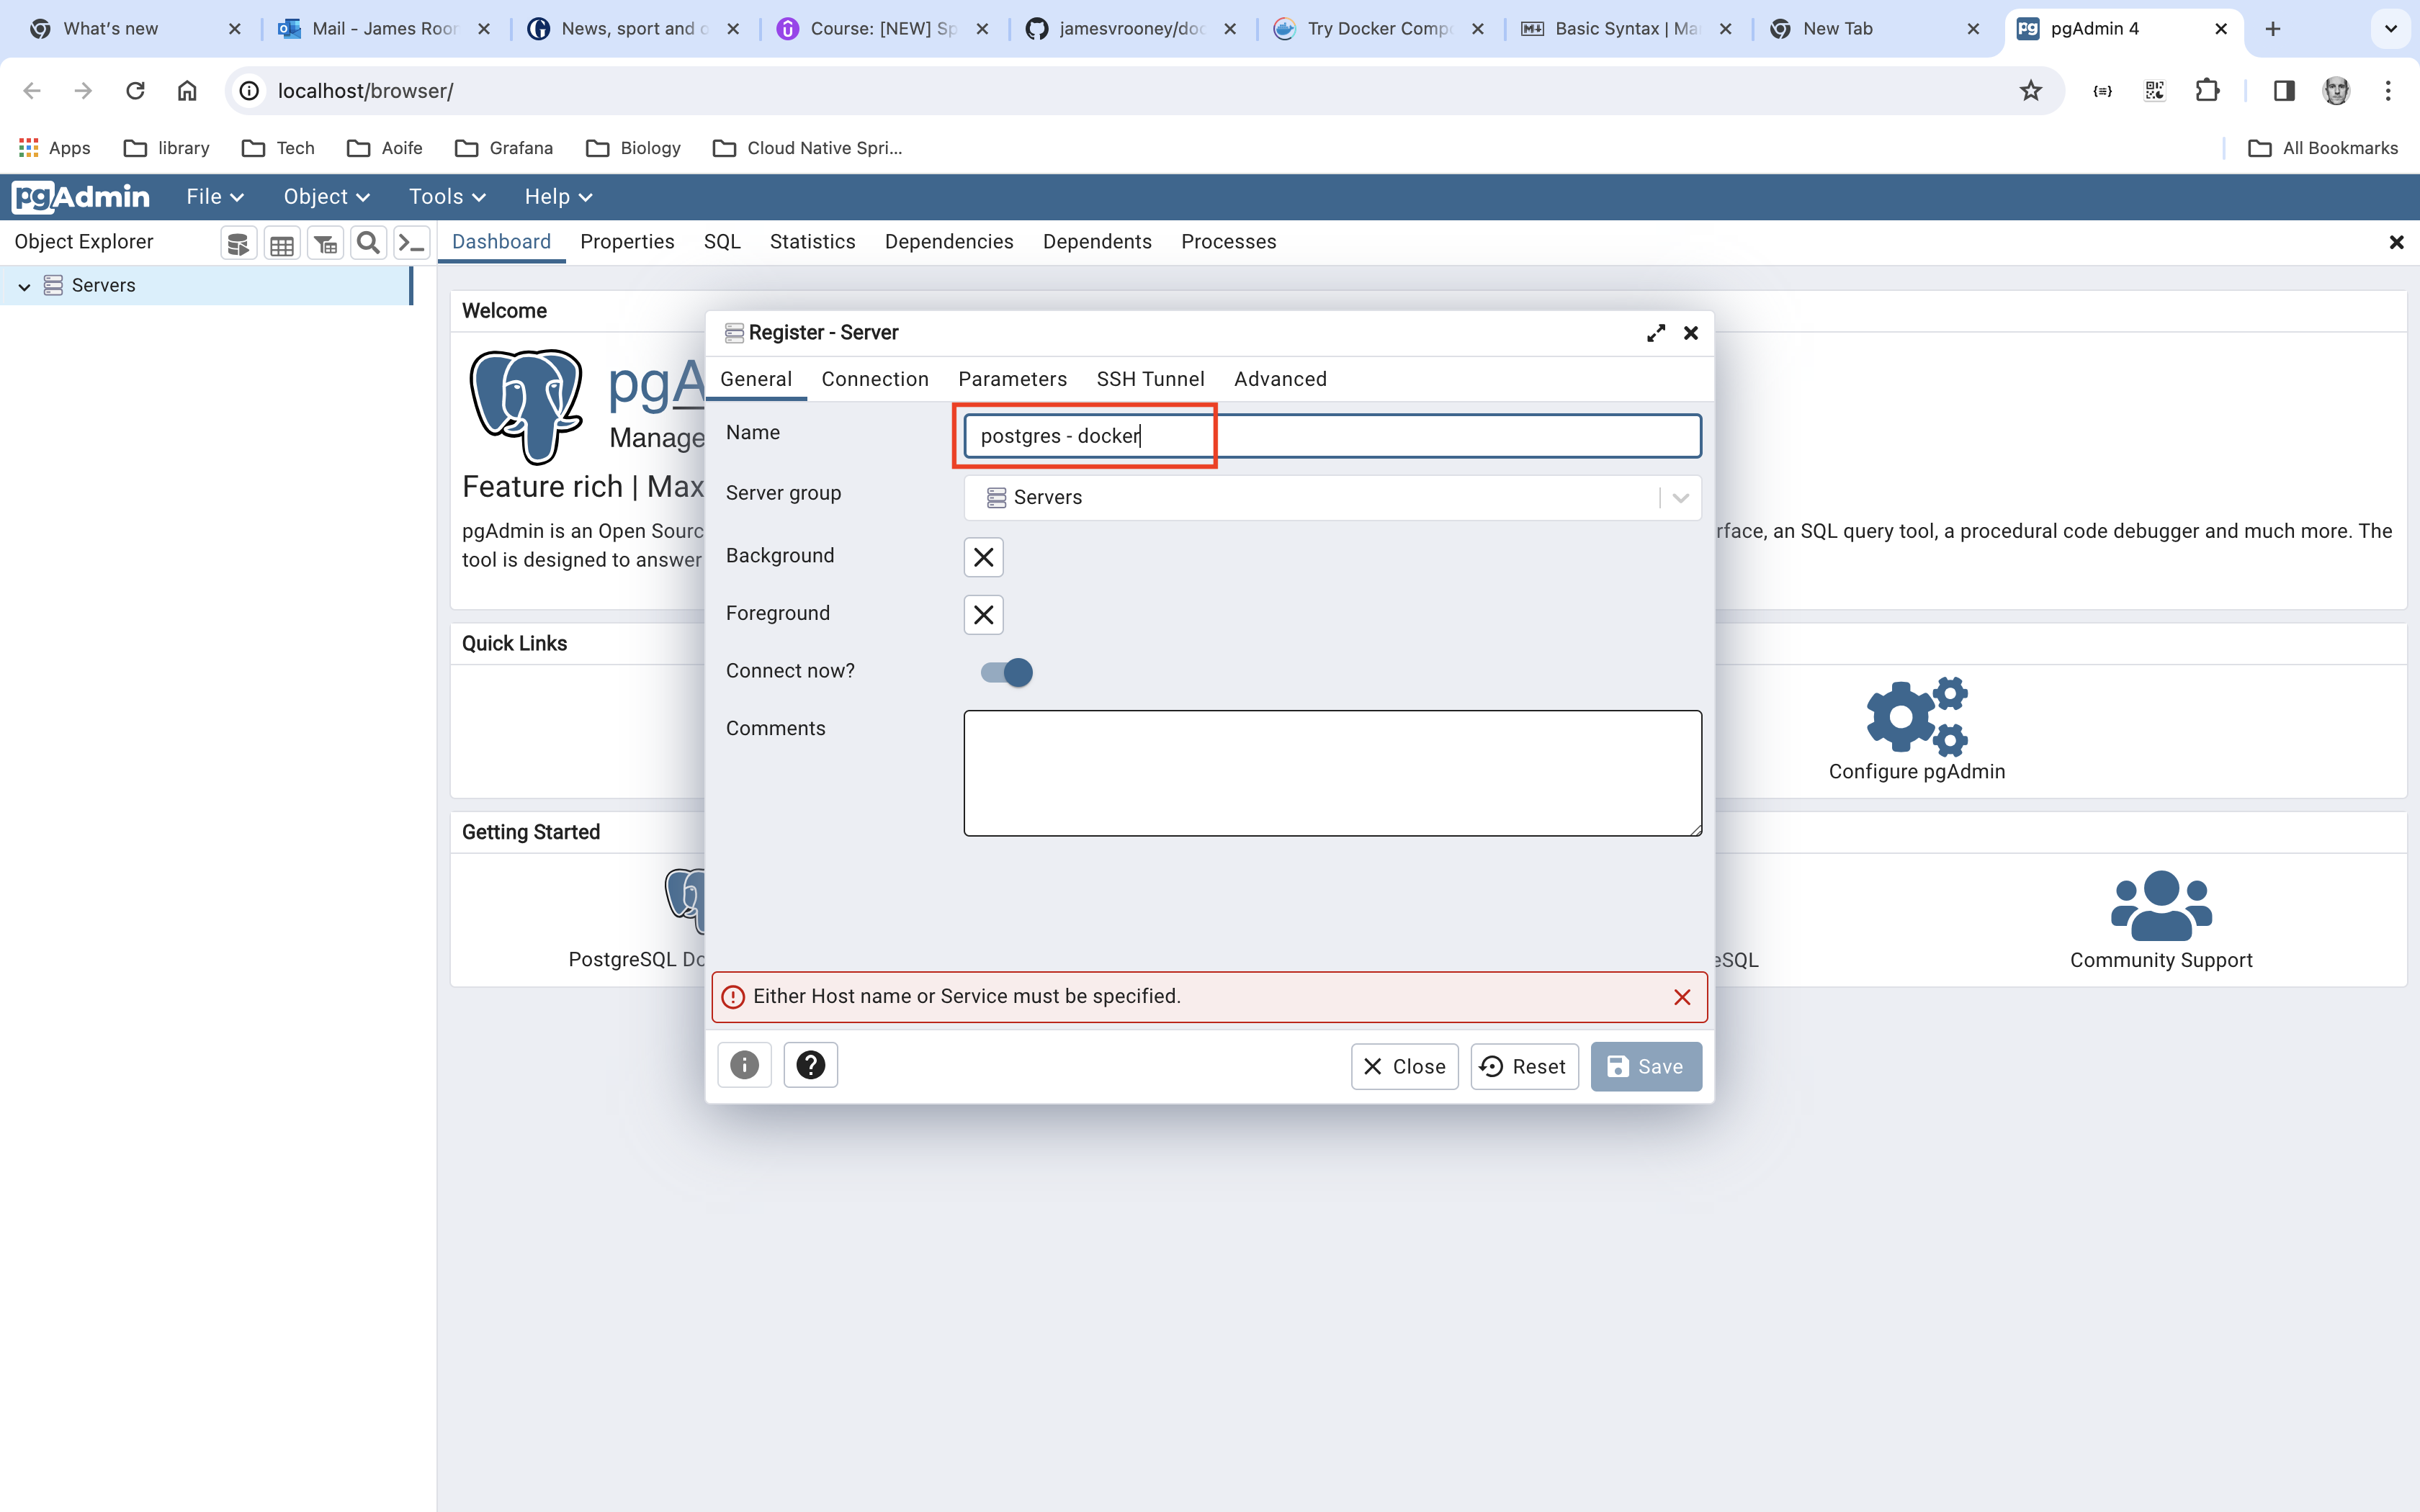 What's new
Mail - James Roon
News, sport and o
Course: [NEW] Sp
jamesvrooney/doc
Try Docker Compo
Basic Syntax | Mar
New Tab
pgAdmin 4
localhost/browser/
Apps
library
Tech
Aoife
Grafana
Biology
Cloud Native Spri...
All Bookmarks
pgAdmin
File
Object
Tools
Help
Object Explorer
Dashboard
Properties
SQL
Statistics
Dependencies
Dependents
Processes
Servers
Welcome
pgA
Manage
Feature rich | Max
pgAdmin is an Open Sourc
rface, an SQL query tool, a procedural code debugger and much more. The
tool is designed to answer
Register - Server
General
Connection
Parameters
SSH Tunnel
Advanced
Name
postgres - docker
Server group
Servers
Background
Foreground
Connect now?
Comments
Either Host name or Service must be specified.
Close
Reset
Save
Quick Links
Configure pgAdmin
Getting Started
PostgreSQL Do
eSQL
Community Support